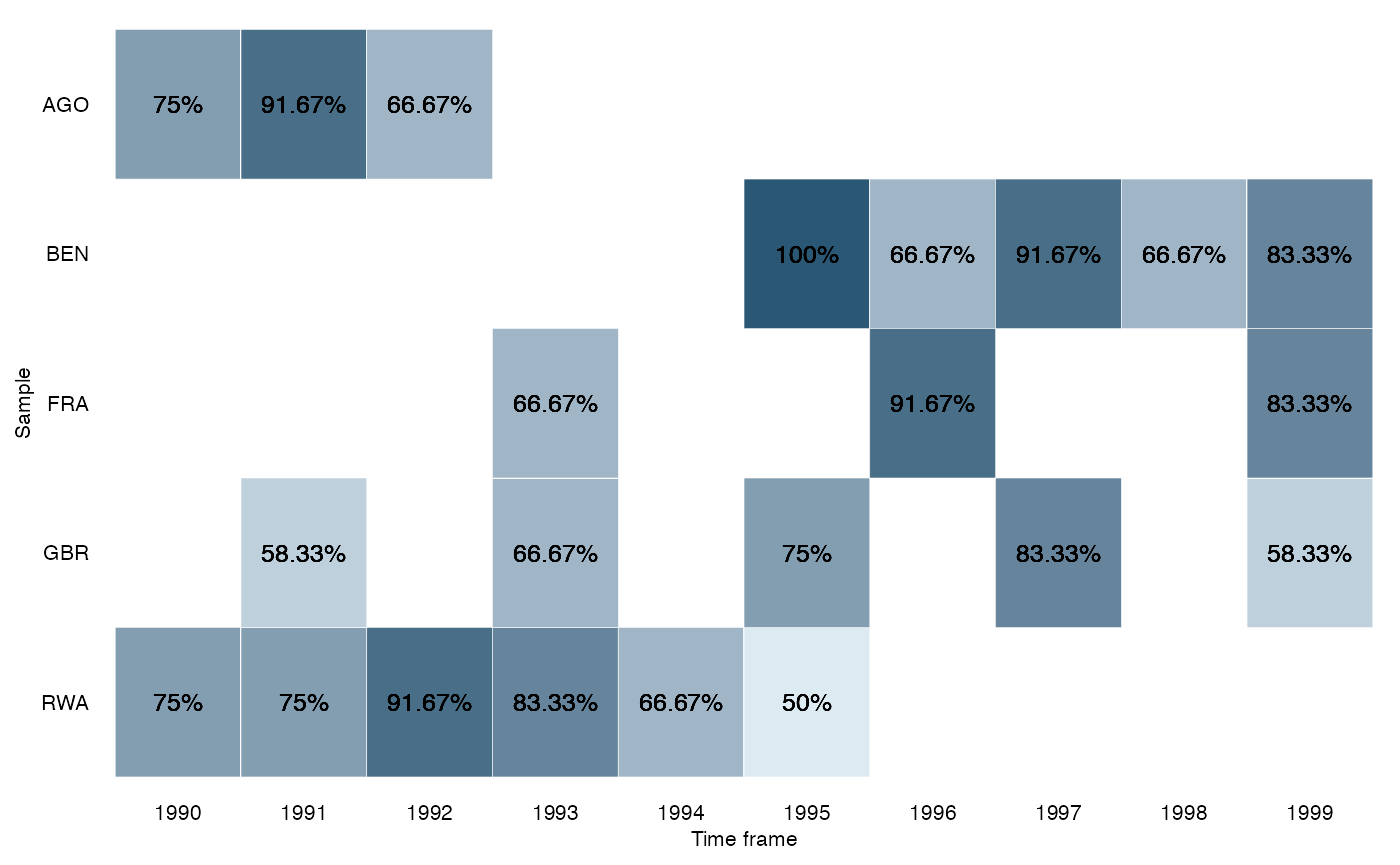 AGO 75% 91.67% 66.67%
BEN 100% 66.67% 91.67% 66.67% 83.33%
Sample
FRA 66.67% 91.67% 83.33%
GBR 58.33% 66.67% 75% 83.33% 58.33%
RWA 75% 75% 91.67% 83.33% 66.67% 50%
1990 1991 1992 1993 1994 1995 1996 1997 1998 1999
Time frame